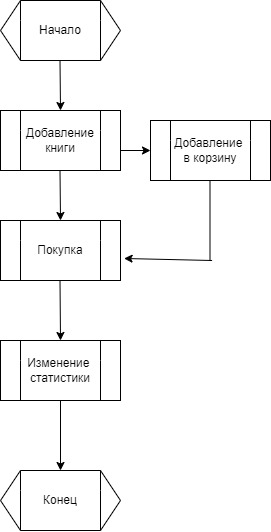 Начало
Добавление
книги
Добавление
в корзину
Покупка
Изменение
статистики
Конец